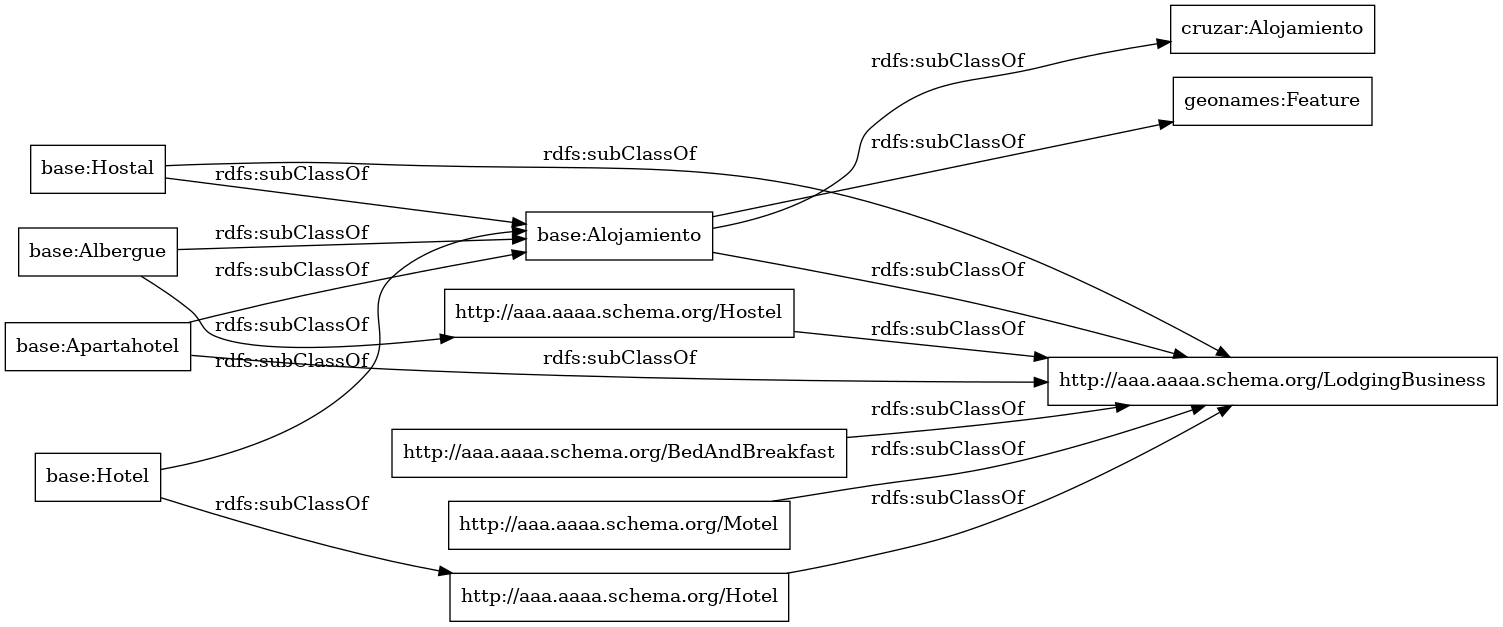 cruzar:Alojamiento
rdfs:subClassOf
geonames:Feature
rdfs:subClassOf
rdfs:subClassOf
base:Hostal
rdfs:subClassOf
rdfs:subClassOf
base:Alojamiento
base:Albergue
rdfs:subClassOf
rdfs:subClassOf
http://aaa.aaaa.schema.org/Hostel
rdfs:subClassOf
rdfs:subClassOf
base:Apartahotel
rdfs:subClassOf
rdfs:subClassOf
http://aaa.aaaa.schema.org/LodgingBusiness
rdfs:subClassOf
http://aaa.aaaa.schema.org/BedAndBreakfast
rdfs:subClassOf
base:Hotel
rdfs:subClassOf
rdfs:subClassOf
http://aaa.aaaa.schema.org/Motel
http://aaa.aaaa.schema.org/Hotel